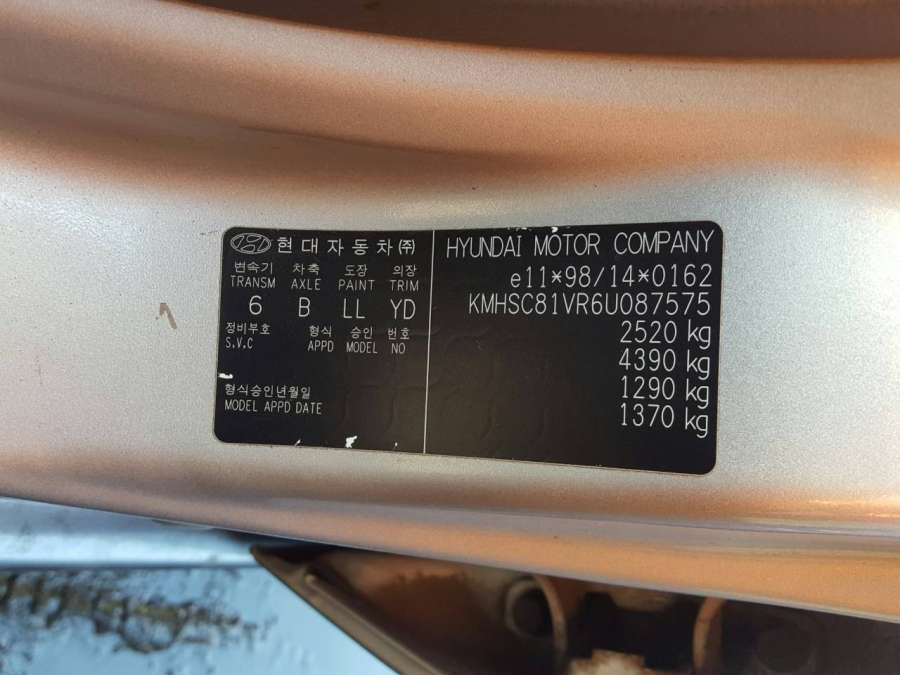 현대자동차㈜
변속기 차축 도장 의장
TRANSM AXLE PAINT TRIM
6 B LL YD
정비부호 형식 승인 번호
S.V.C APPD MODEL NO
형식승인년월일
MODEL APPD DATE
HYUNDAI MOTOR COMPANY
e11*98/14*0162
KMHSC81VR6U087575
2520 kg
4390 kg
1290 kg
1370 kg